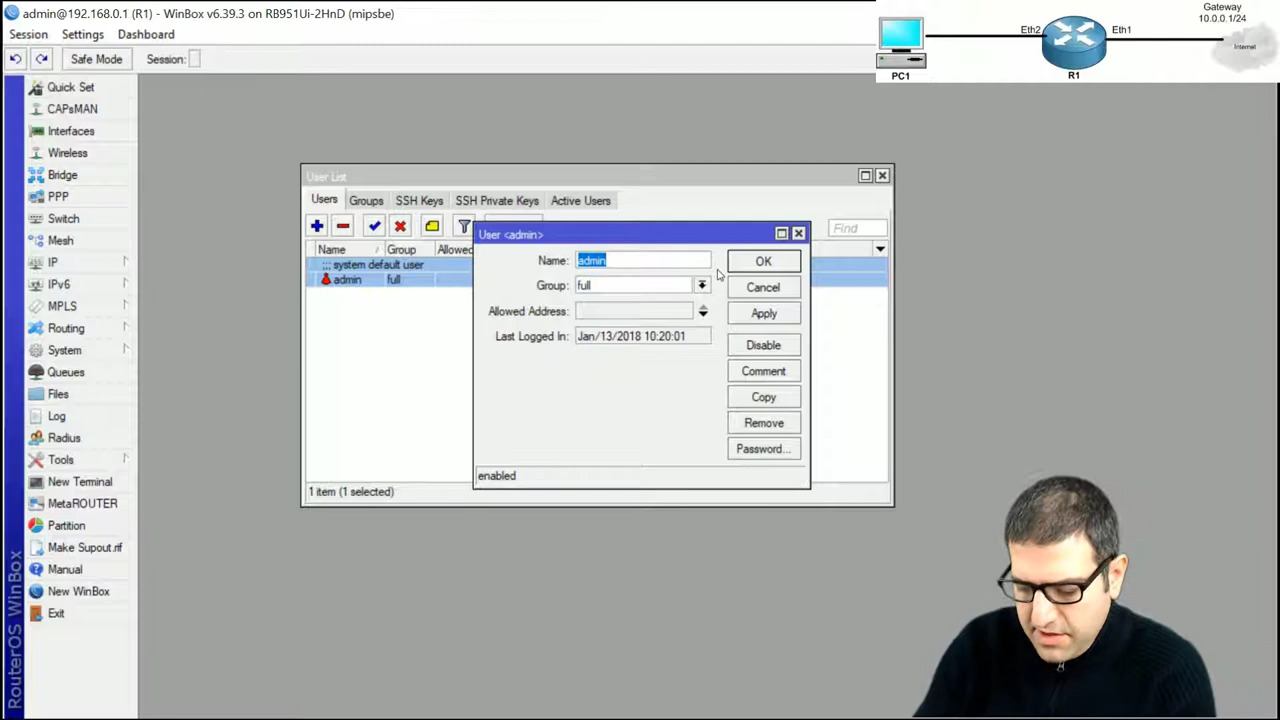 admin@192.168.0.1 (R1) - WinBox v6.39.3 on RB951Ui-2HnD (mipsbe)
Session Settings Dashboard
Safe Mode Session:
Gateway
10.0.0.1/24
Eth2
Eth1
Internet
PC1
R1
Quick Set
CAPsMAN
Interfaces
Wireless
Bridge
PPP
Switch
Mesh
IP
IPv6
MPLS
Routing
System
Queues
Files
Log
Radius
Tools
New Terminal
MetaROUTER
Partition
Make Supout.rif
Manual
New WinBox
Exit
RouterOS WinBox
User List
Users Groups SSH Keys SSH Private Keys Active Users
Find
Name / Group Allowed
;;; system default user
admin full
1 item (1 selected)
User <admin>
Name: admin
Group: full
Allowed Address:
Last Logged In: Jan/13/2018 10:20:01
OK
Cancel
Apply
Disable
Comment
Copy
Remove
Password...
enabled